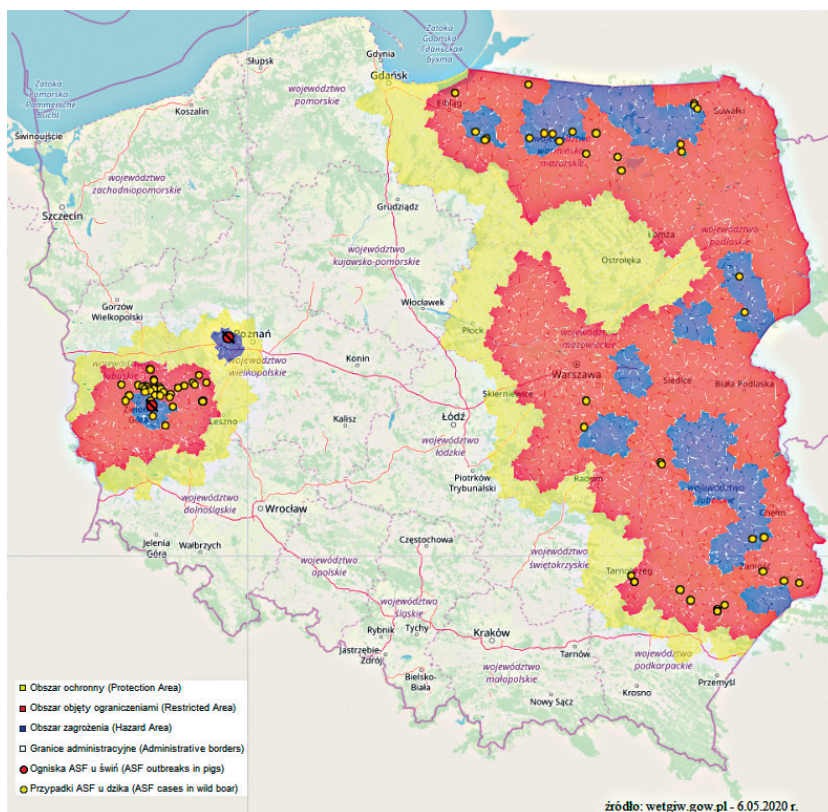 Zatoka
Gdańska
Гданьская
бухта
Gdynia
Słupsk
Gdańsk
Zatoka
Pomorska
Pommersche
Bucht
województwo
pomorskie
Koszalin
Elbląg
Suwałki
Świnoujście
województwo
warmińsko-
mazurskie
województwo
zachodniopomorskie
Szczecin
Grudziądz
Łomża
województwo
podlaskie
województwo
kujawsko-pomorskie
Ostrołęka
Gorzów
Wielkopolski
Włocławek
Płock
województwo
mazowieckie
Poznań
województwo
wielkopolskie
Konin
województwo
lubuskie
Warszawa
Siedlce
Biała Podlaska
Skierniewice
Zielona
Góra
Leszno
Kalisz
Łódź
województwo
łódzkie
Piotrków
Trybunalski
Radom
województwo
lubelskie
województwo
dolnośląskie
Wrocław
Chełm
Jelenia
Góra
Wałbrzych
Częstochowa
województwo
opolskie
województwo
świętokrzyskie
Tarnobrzeg
Zamość
województwo
śląskie
Rybnik
Tychy
Kraków
Jastrzębie-
Zdrój
Bielsko-
Biała
województwo
małopolskie
Tarnów
województwo
podkarpackie
Przemyśl
Krosno
Nowy Sącz
Obszar ochronny (Protection Area)
Obszar objęty ograniczeniami (Restricted Area)
Obszar zagrożenia (Hazard Area)
Granice administracyjne (Administrative borders)
Ogniska ASF u świń (ASF outbreaks in pigs)
Przypadki ASF u dzika (ASF cases in wild boar)
źródło: wetgiw.gow.pl - 6.05.2020 r.